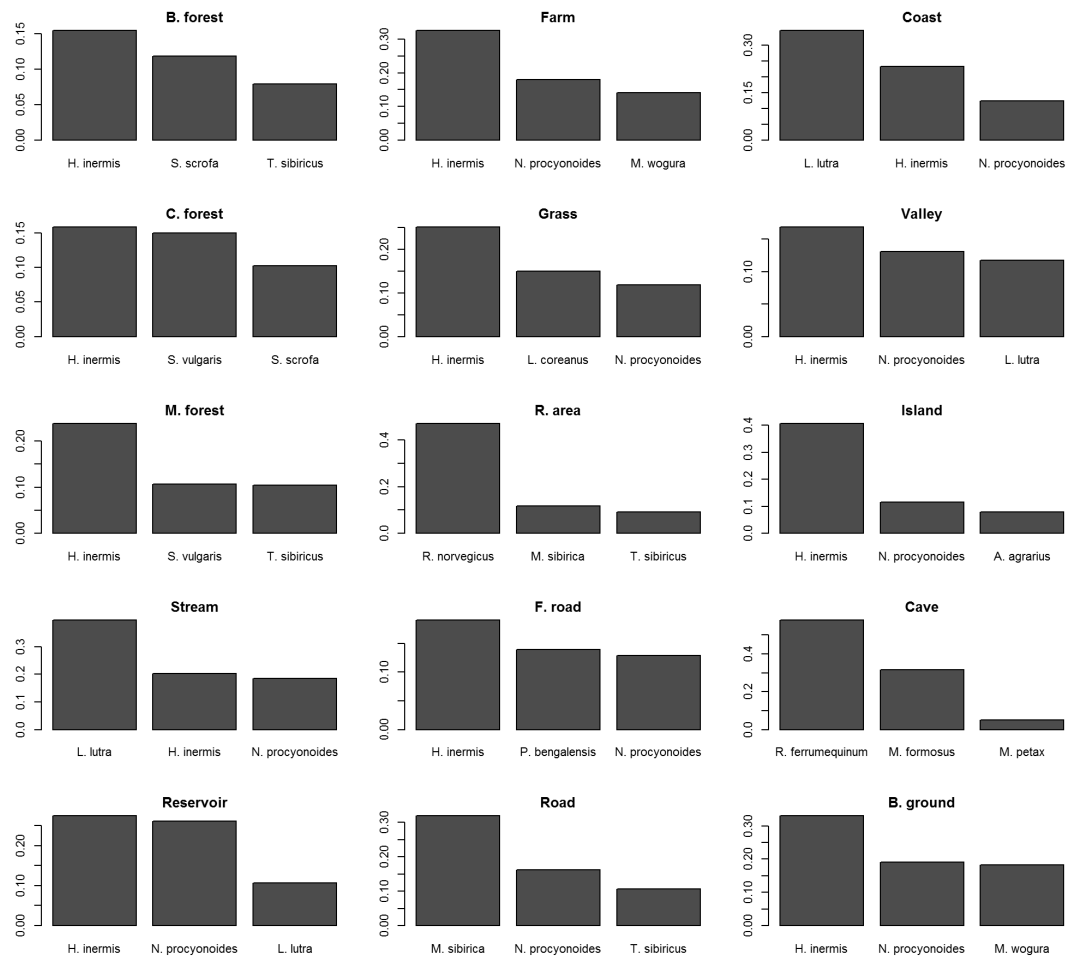 B. forest
0.00 0.05 0.10 0.15
H. inermis S. scrofa T. sibiricus
Farm
0.00 0.10 0.20 0.30
H. inermis N. procyonoides M. wogura
Coast
0.00 0.15 0.30
L. lutra H. inermis N. procyonoides
C. forest
0.00 0.05 0.10 0.15
H. inermis S. vulgaris S. scrofa
Grass
0.00 0.10 0.20
H. inermis L. coreanus N. procyonoides
Valley
0.00 0.10
H. inermis N. procyonoides L. lutra
M. forest
0.00 0.10 0.20
H. inermis S. vulgaris T. sibiricus
R. area
0.0 0.2 0.4
R. norvegicus M. sibirica T. sibiricus
Island
0.0 0.1 0.2 0.3 0.4
H. inermis N. procyonoides A. agrarius
Stream
0.0 0.1 0.2 0.3
L. lutra H. inermis N. procyonoides
F. road
0.00 0.10
H. inermis P. bengalensis N. procyonoides
Cave
0.0 0.2 0.4
R. ferrumequinum M. formosus M. petax
Reservoir
0.00 0.10 0.20
H. inermis N. procyonoides L. lutra
Road
0.00 0.10 0.20 0.30
M. sibirica N. procyonoides T. sibiricus
B. ground
0.00 0.10 0.20 0.30
H. inermis N. procyonoides M. wogura